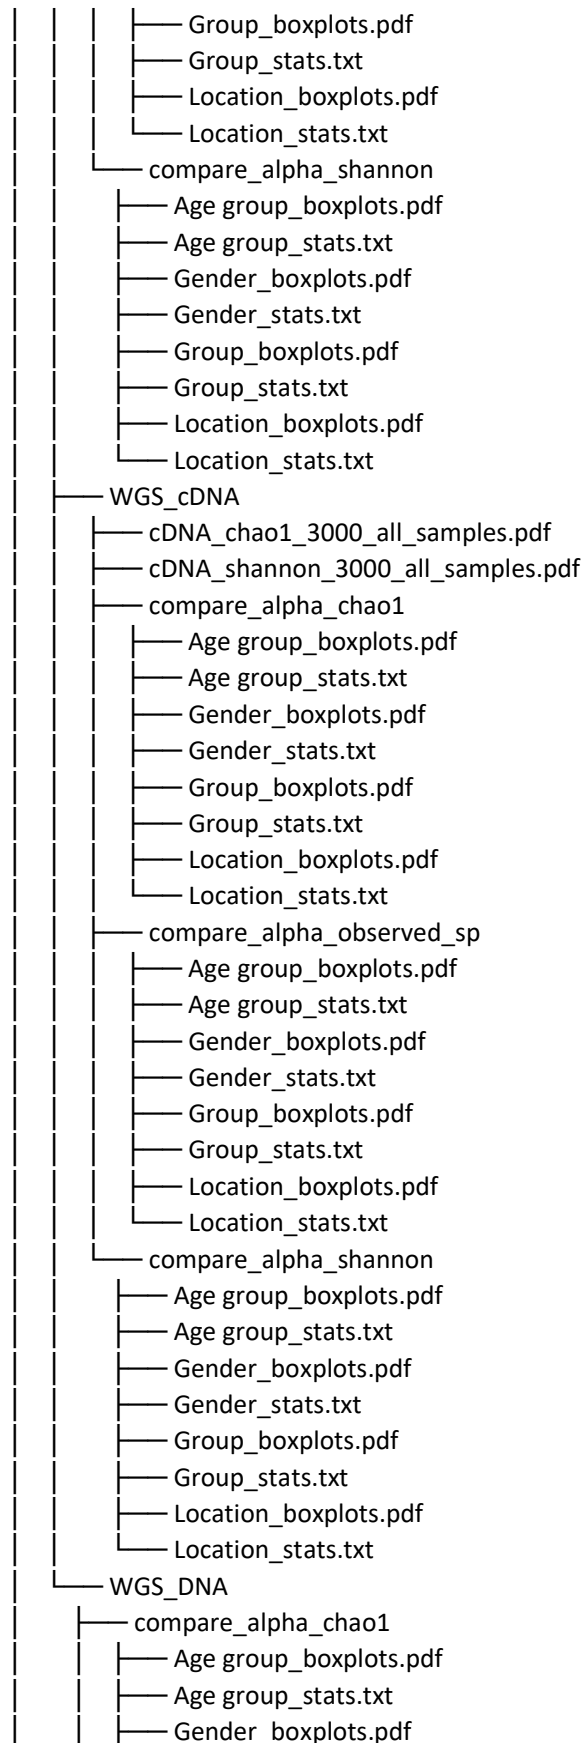 Group_boxplots.pdf
Group_stats.txt
Location_boxplots.pdf
Location_stats.txt
compare_alpha_shannon
Age group_boxplots.pdf
Age group_stats.txt
Gender_boxplots.pdf
Gender_stats.txt
Group_boxplots.pdf
Group_stats.txt
Location_boxplots.pdf
Location_stats.txt
WGS_cDNA
cDNA_chao1_3000_all_samples.pdf
cDNA_shannon_3000_all_samples.pdf
compare_alpha_chao1
Age group_boxplots.pdf
Age group_stats.txt
Gender_boxplots.pdf
Gender_stats.txt
Group_boxplots.pdf
Group_stats.txt
Location_boxplots.pdf
Location_stats.txt
compare_alpha_observed_sp
Age group_boxplots.pdf
Age group_stats.txt
Gender_boxplots.pdf
Gender_stats.txt
Group_boxplots.pdf
Group_stats.txt
Location_boxplots.pdf
Location_stats.txt
compare_alpha_shannon
Age group_boxplots.pdf
Age group_stats.txt
Gender_boxplots.pdf
Gender_stats.txt
Group_boxplots.pdf
Group_stats.txt
Location_boxplots.pdf
Location_stats.txt
WGS_DNA
compare_alpha_chao1
Age group_boxplots.pdf
Age group_stats.txt
Gender_boxplots.pdf